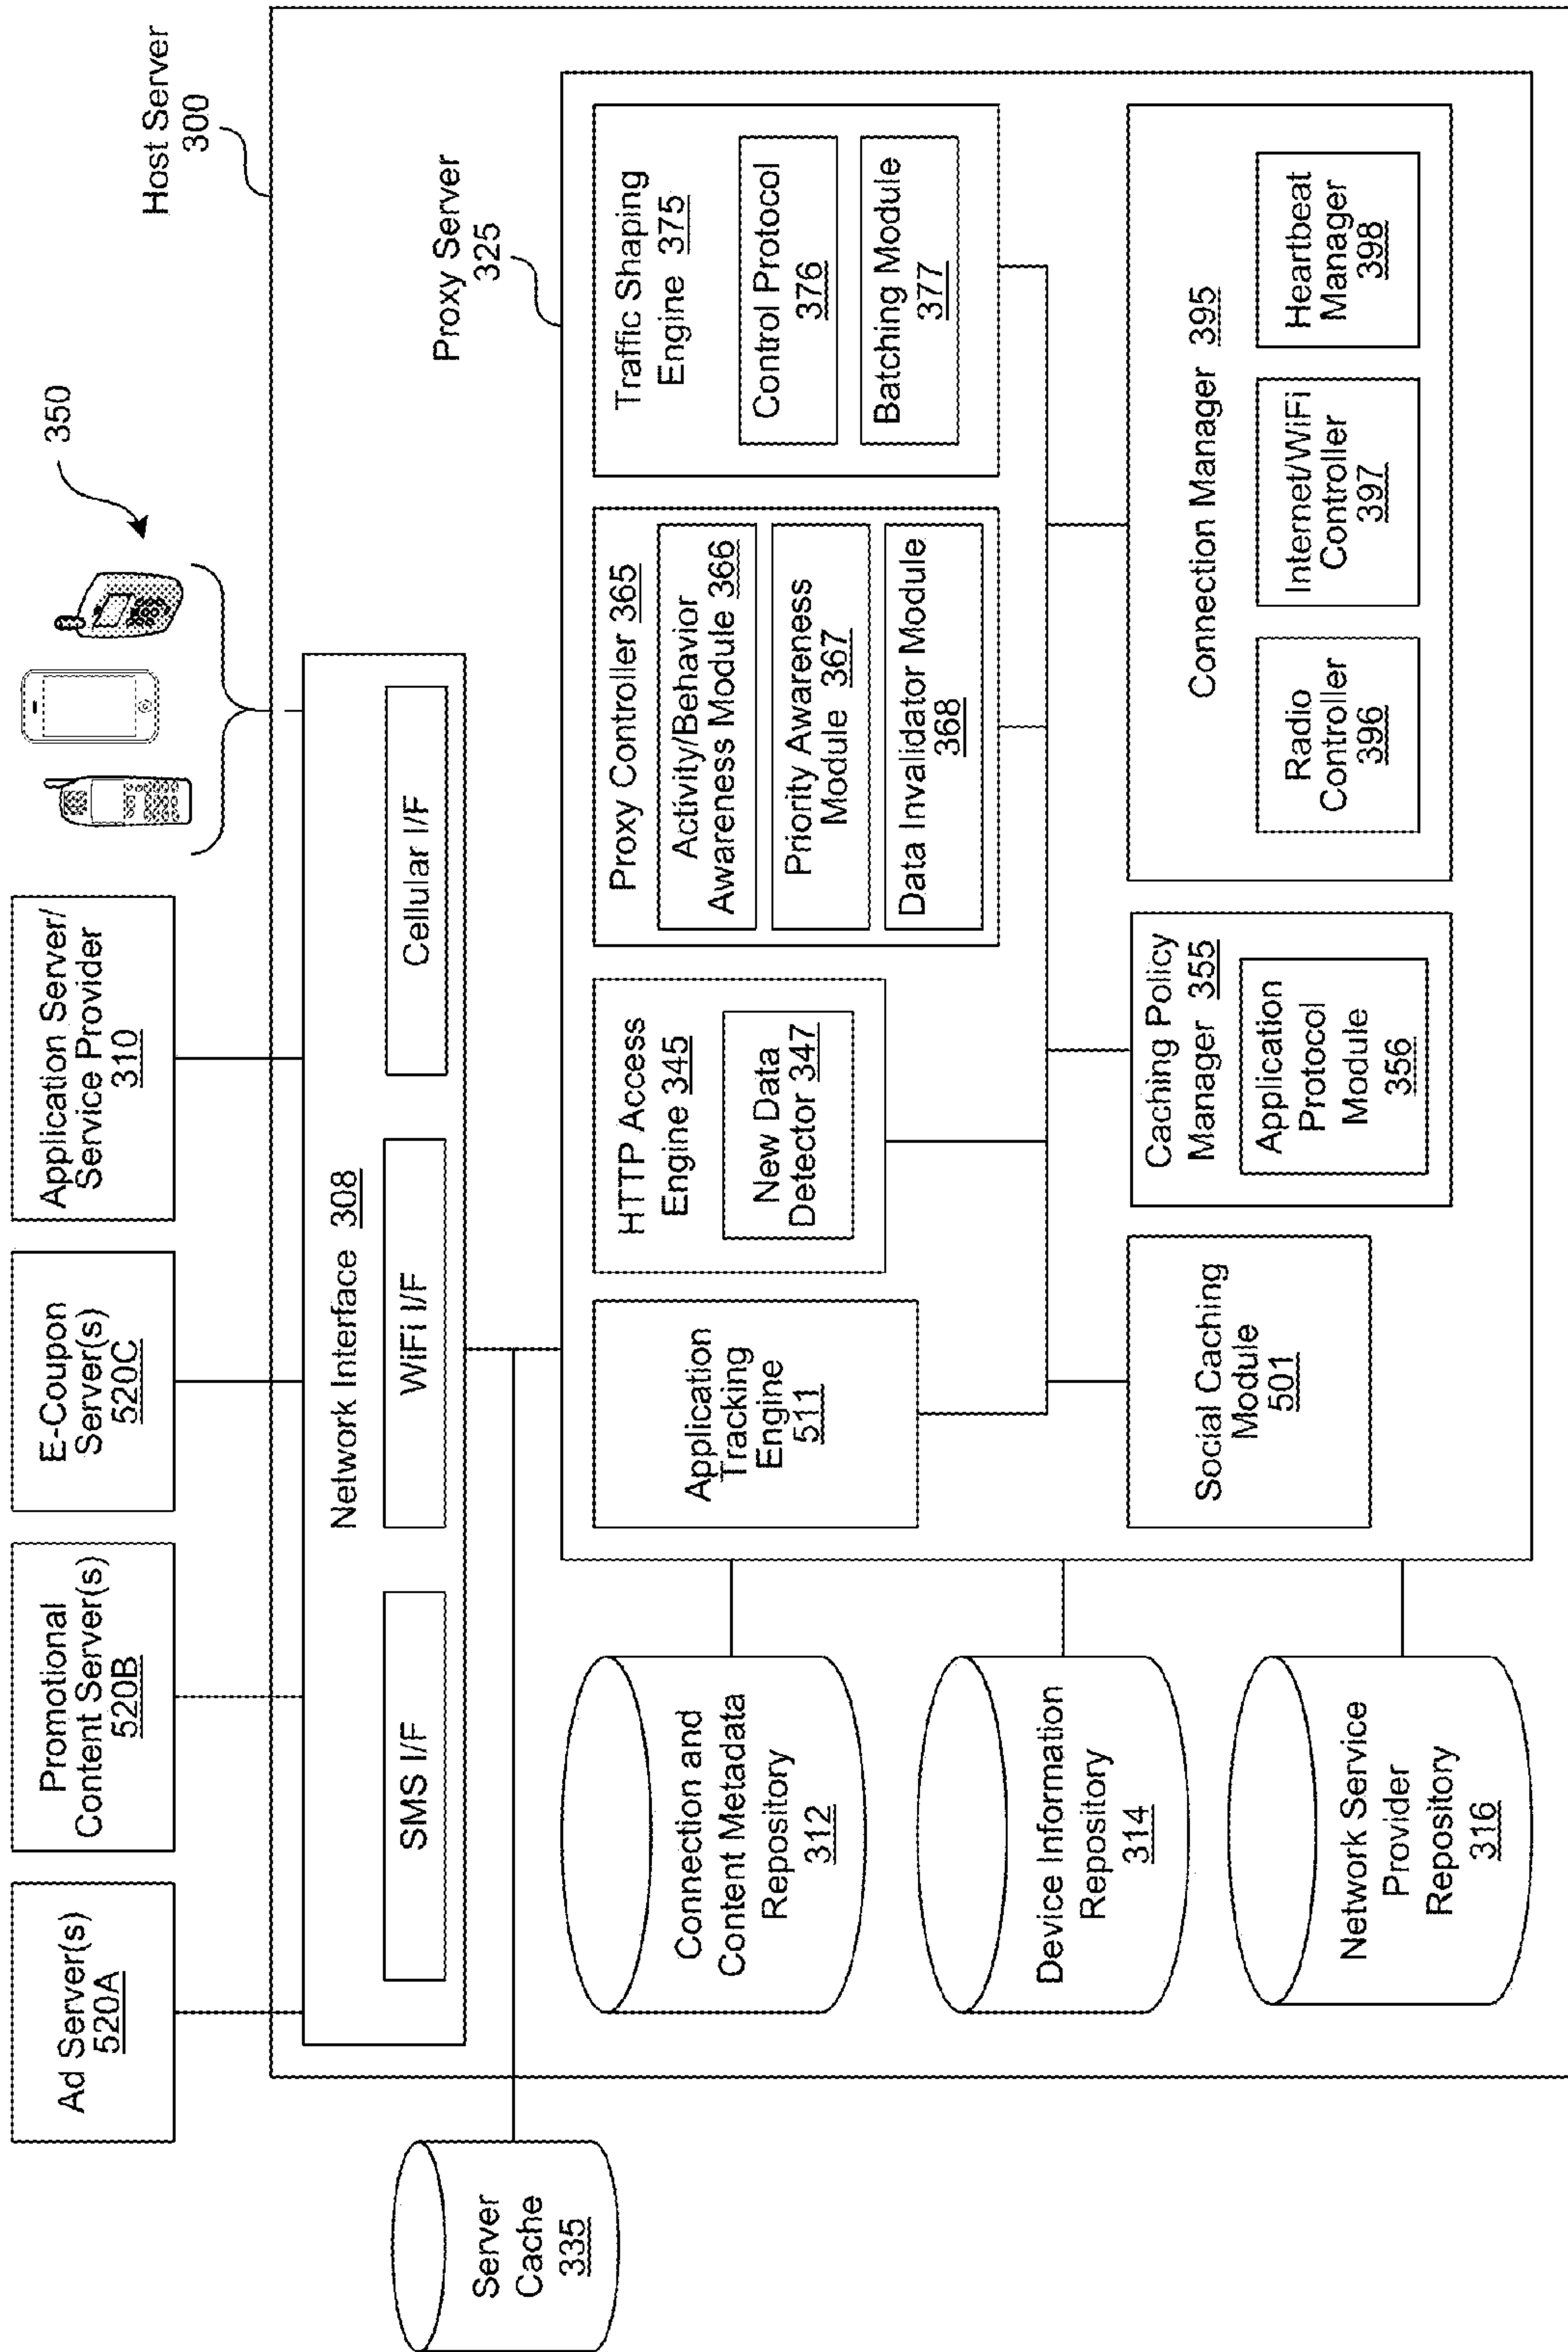 Ad Server(s)
520A
Promotional
Content Server(s)
520B
E-Coupon
Server(s)
520C
Application Server/
Service Provider
310
350
Host Server
300
Server
Cache
335
Network Interface 308
SMS I/F
WiFi I/F
Cellular I/F
Proxy Server
325
Connection and
Content Metadata
Repository
312
Device Information
Repository
314
Network Service
Provider
Repository
316
Application
Tracking
Engine
511
HTTP Access
Engine 345
New Data
Detector 347
Proxy Controller 365
Activity/Behavior
Awareness Module 366
Priority Awareness
Module 367
Data Invalidator Module
368
Traffic Shaping
Engine 375
Control Protocol
376
Batching Module
377
Social Caching
Module
501
Caching Policy
Manager 355
Application
Protocol
Module
356
Connection Manager 395
Radio
Controller
396
Internet/WiFi
Controller
397
Heartbeat
Manager
398